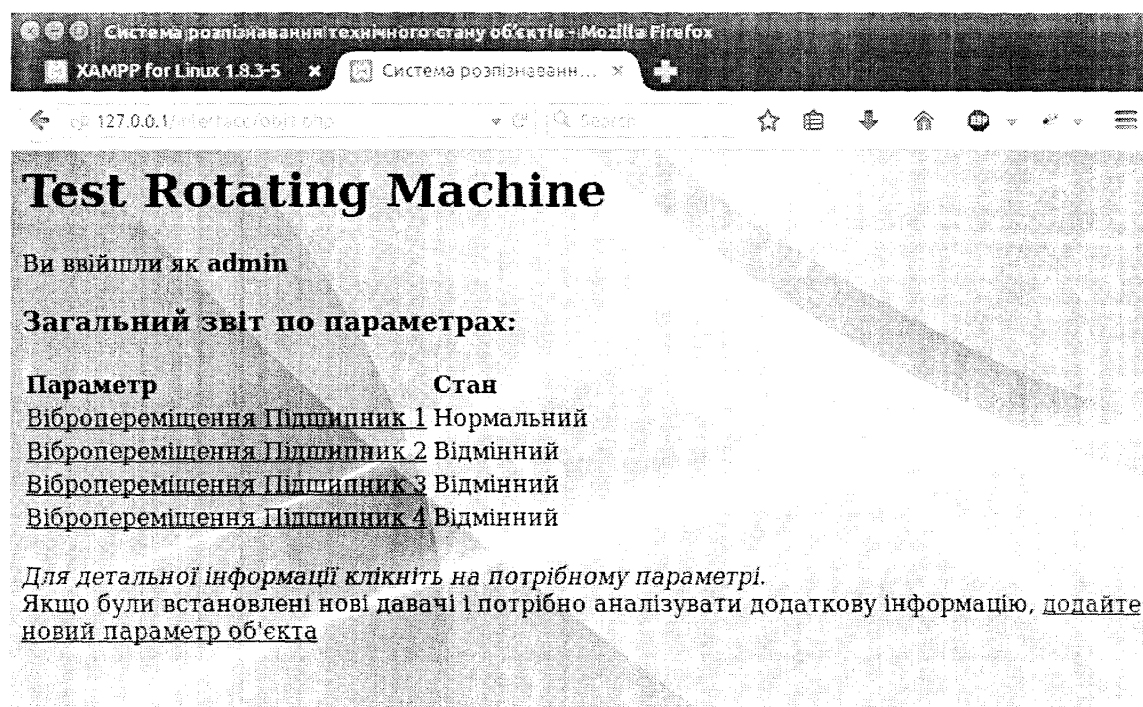 Система розпізнавання технічного стану об'єктів - Mozilla Firefox
XAMPP for Linux 1.8.3-5 × Система розпізнаванн... ×
127.0.0.1/interface/objt.php Search
Test Rotating Machine
Ви ввійшли як admin
Загальний звіт по параметрах:
Параметр Стан
Вібропереміщення Підшипник 1 Нормальний
Вібропереміщення Підшипник 2 Відмінний
Вібропереміщення Підшипник 3 Відмінний
Вібропереміщення Підшипник 4 Відмінний
Для детальної інформації клікніть на потрібному параметрі.
Якщо були встановлені нові давачі і потрібно аналізувати додаткову інформацію, додайте
новий параметр об'єкта